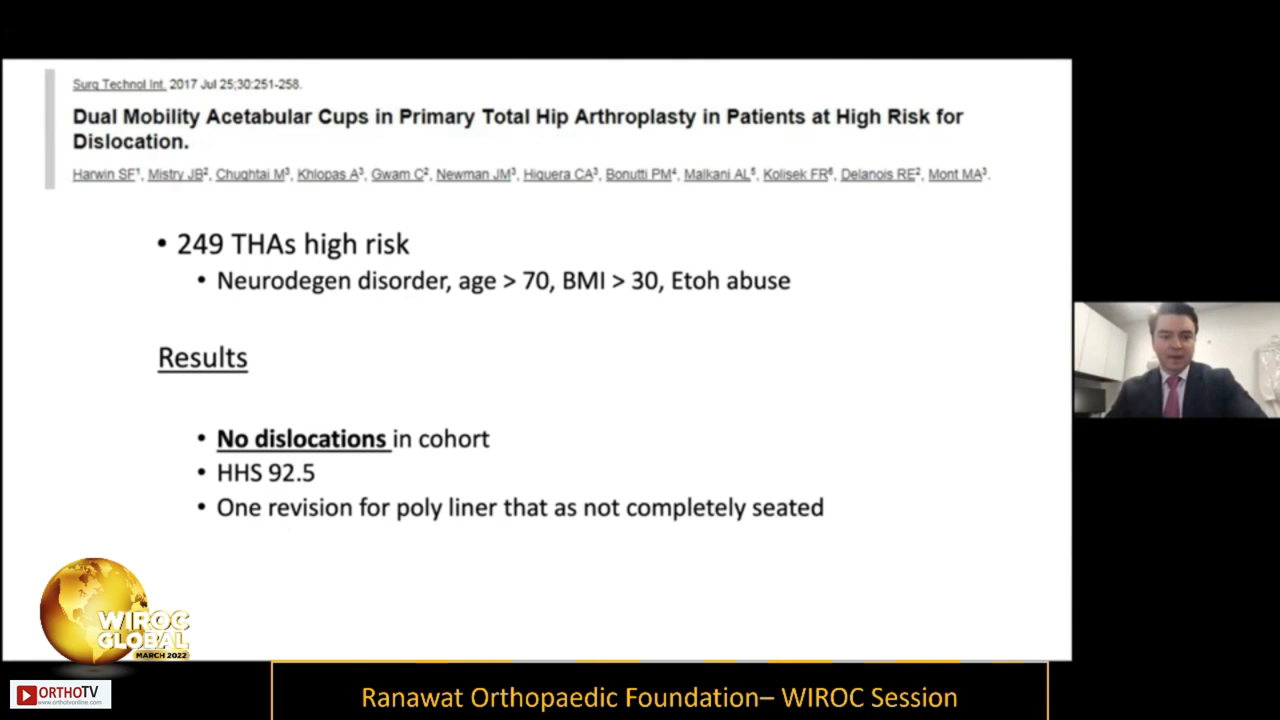 Surg Technol Int. 2017 Jul 25;30:251-258.
Dual Mobility Acetabular Cups in Primary Total Hip Arthroplasty in Patients at High Risk for
Dislocation.
Harwin SF¹, Mistry JB², Chughtai M³, Khlopas A³, Gwam C², Newman JM³, Higuera CA³, Bonutti PM⁴, Malkani AL⁵, Kolisek FR⁶, Delanois RE², Mont MA³.
• 249 THAs high risk
• Neurodegen disorder, age > 70, BMI > 30, Etoh abuse
Results
• No dislocations in cohort
• HHS 92.5
• One revision for poly liner that as not completely seated
WIROC
GLOBAL
MARCH 2022
ORTHOTV
www.orthotvonline.com
Ranawat Orthopaedic Foundation– WIROC Session